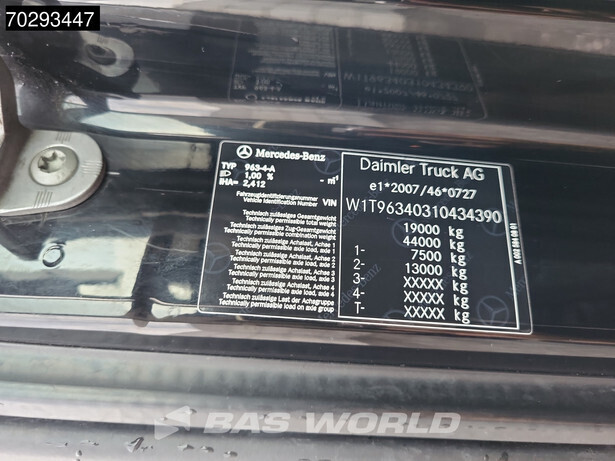 70293447
Mercedes-Benz
TYP 963-4-A
1,00 % - m-1
IHA= 2,412
Fahrzeugidentifizierungsnummer
Vehicle Identification Number VIN
Technisch zulässiges Gesamtgewicht
Technically permissible total weight
Technisch zulässiges Zug-Gesamtgewicht
Technically permissible combination weight
Technisch zulässige Achslast, Achse 1
Technically permissible axle load, axle 1
Technisch zulässige Achslast, Achse 2
Technically permissible axle load, axle 2
Technisch zulässige Achslast, Achse 3
Technically permissible axle load, axle 3
Technisch zulässige Achslast, Achse 4
Technically permissible axle load, axle 4
Technisch zulässige Last der Achsgruppe
Technically permissible load on axle group
Daimler Truck AG
e1*2007/46*0727
W1T96340310434390
19000 kg
44000 kg
1- 7500 kg
2- 13000 kg
3- XXXXX kg
4- XXXXX kg
T- XXXXX kg
BAS WORLD